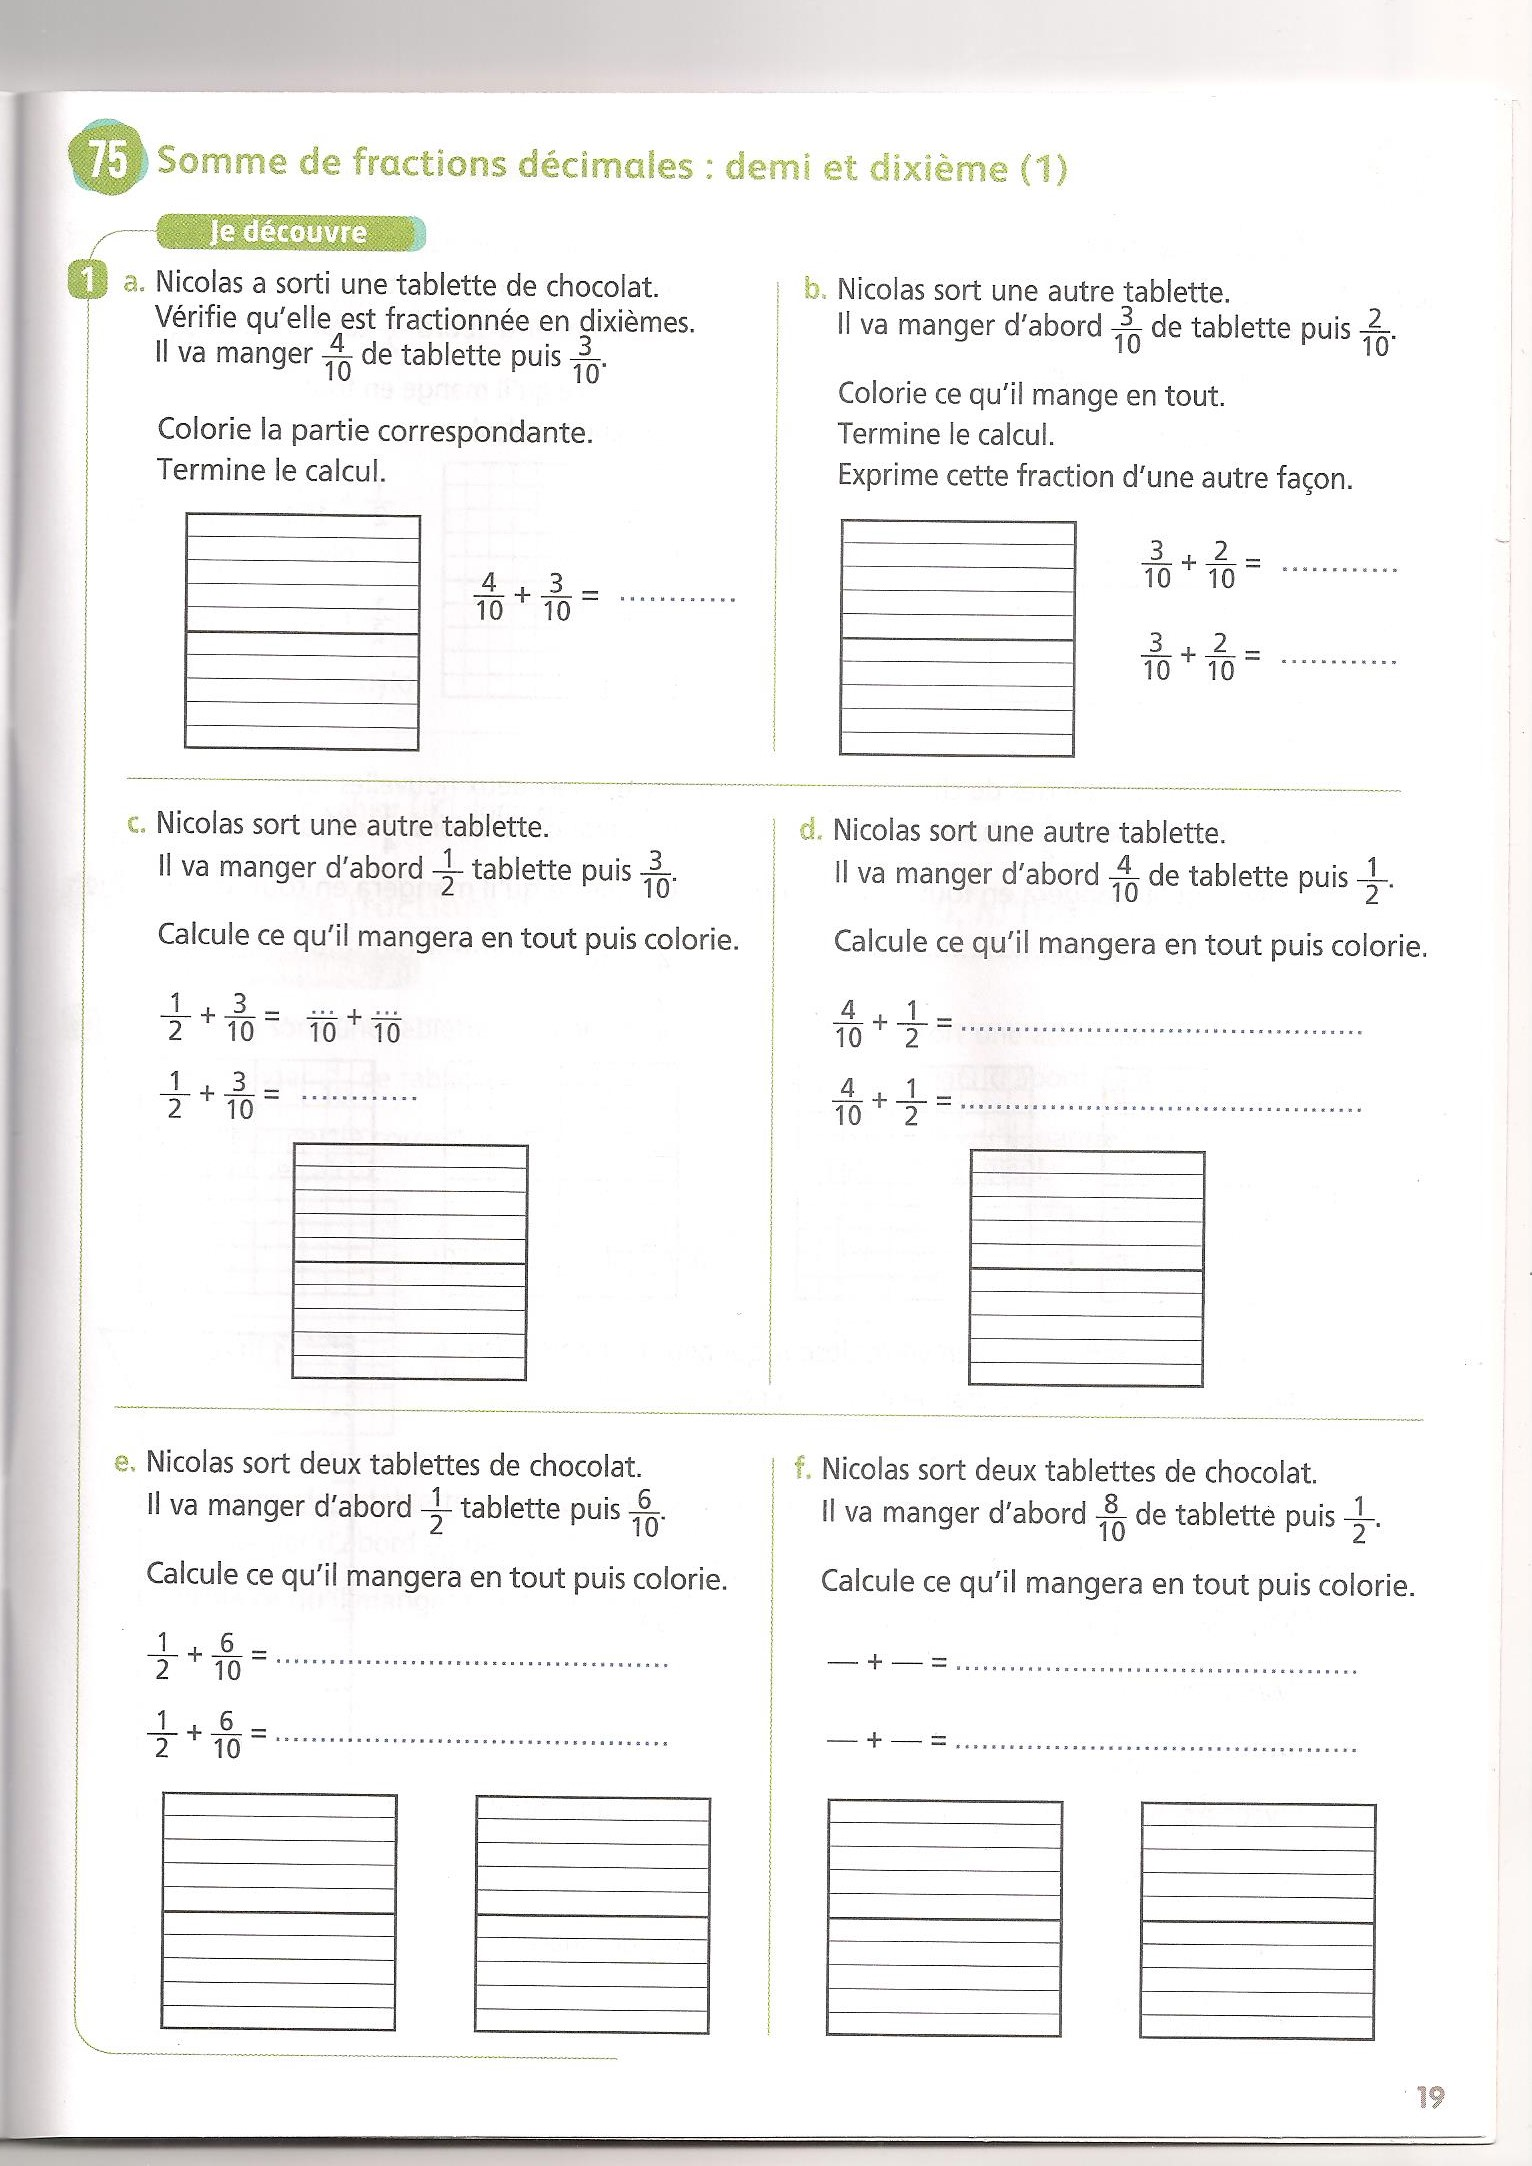 75 Somme de fractions décimales : demi et dixième (1)
Je découvre
1 a. Nicolas a sorti une tablette de chocolat.
Vérifie qu'elle est fractionnée en dixièmes.
Il va manger 4/10 de tablette puis 3/10.
Colorie la partie correspondante.
Termine le calcul.
4/10 + 3/10 = ............
b. Nicolas sort une autre tablette.
Il va manger d'abord 3/10 de tablette puis 2/10.
Colorie ce qu'il mange en tout.
Termine le calcul.
Exprime cette fraction d'une autre façon.
3/10 + 2/10 = ............
3/10 + 2/10 = ............
c. Nicolas sort une autre tablette.
Il va manger d'abord 1/2 tablette puis 3/10.
Calcule ce qu'il mangera en tout puis colorie.
1/2 + 3/10 = .../10 + .../10
1/2 + 3/10 = ............
d. Nicolas sort une autre tablette.
Il va manger d'abord 4/10 de tablette puis 1/2.
Calcule ce qu'il mangera en tout puis colorie.
4/10 + 1/2 = ............
4/10 + 1/2 = ............
e. Nicolas sort deux tablettes de chocolat.
Il va manger d'abord 1/2 tablette puis 6/10.
Calcule ce qu'il mangera en tout puis colorie.
1/2 + 6/10 = ............
1/2 + 6/10 = ............
f. Nicolas sort deux tablettes de chocolat.
Il va manger d'abord 8/10 de tablette puis 1/2.
Calcule ce qu'il mangera en tout puis colorie.
— + — = ............
— + — = ............
19